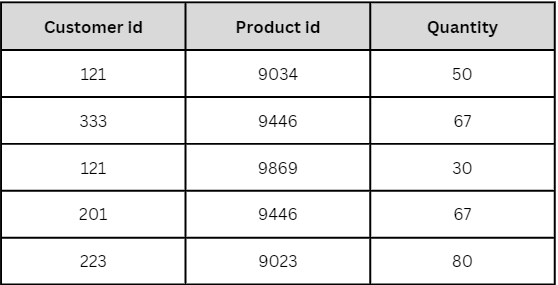 Customer id Product id Quantity
121 9034 50
333 9446 67
121 9869 30
201 9446 67
223 9023 80